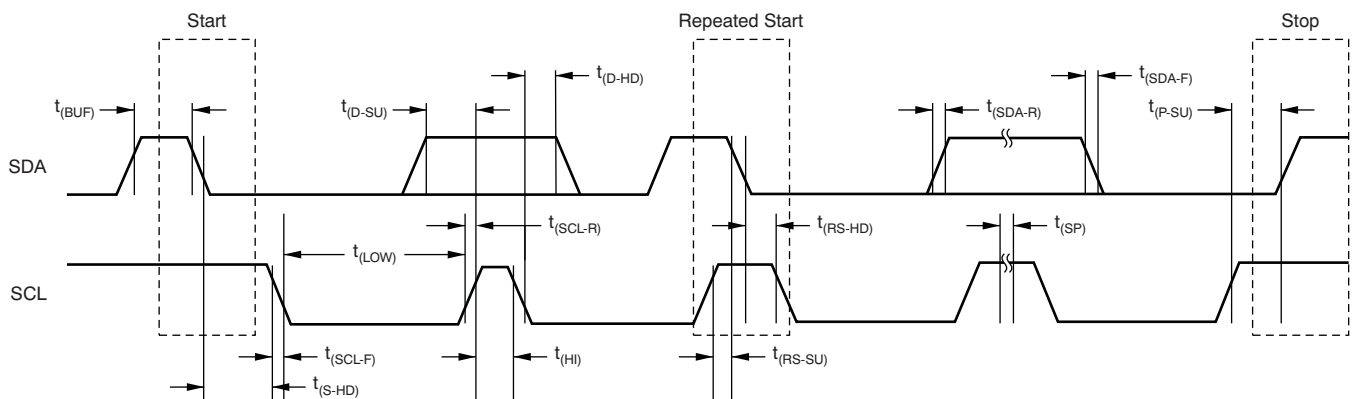 Start
Repeated Start
Stop
t(D-HD)
t(SDA-F)
t(BUF)
t(D-SU)
t(SDA-R)
t(P-SU)
SDA
t(SCL-R)
t(RS-HD)
t(SP)
t(LOW)
SCL
t(SCL-F)
t(HI)
t(RS-SU)
t(S-HD)